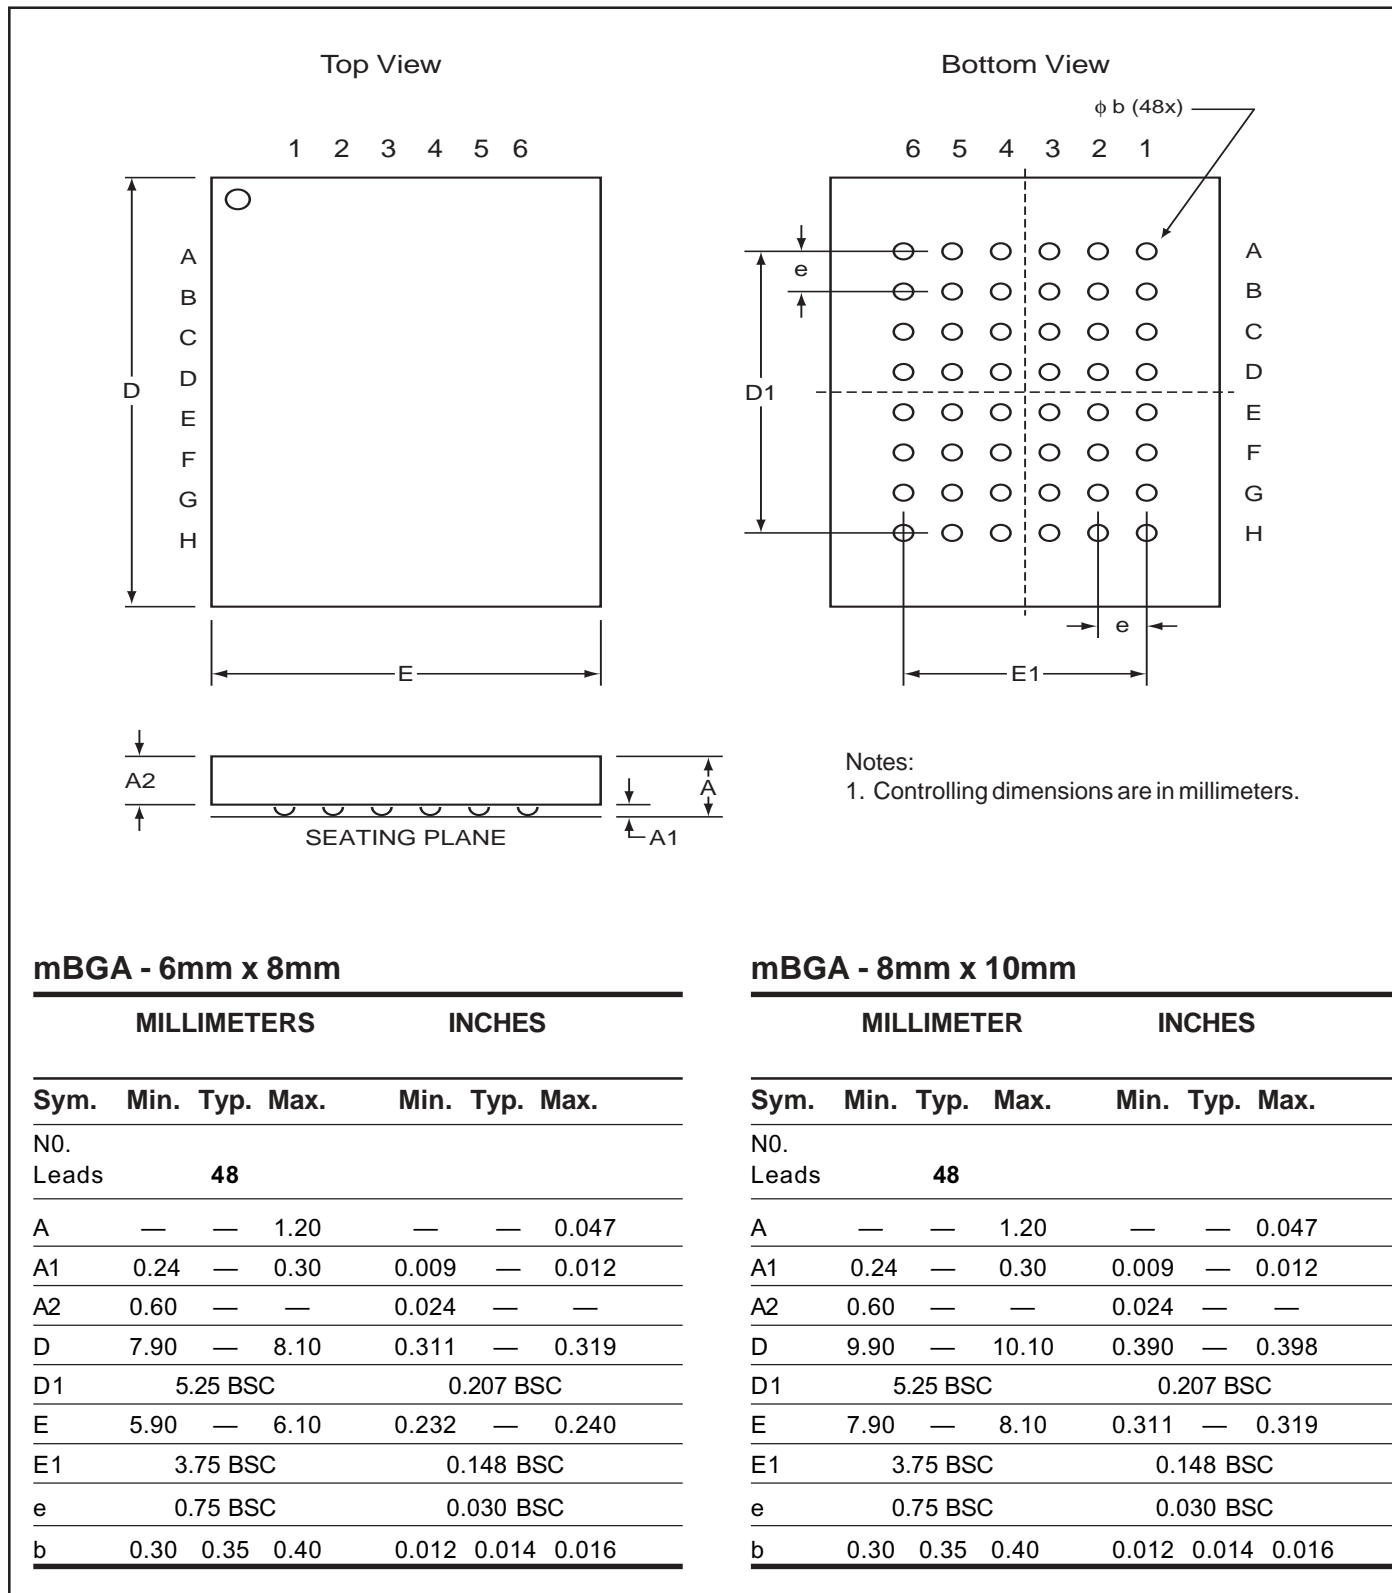 Top View
Bottom View
ϕ b (48x)
1 2 3 4 5 6
6 5 4 3 2 1
A
B
C
D
E
F
G
H
D
E
e
D1
A
B
C
D
E
F
G
H
e
E1
A2
A
A1
SEATING PLANE
Notes:
1. Controlling dimensions are in millimeters.
mBGA - 6mm x 8mm
MILLIMETERS INCHES
Sym. Min. Typ. Max. Min. Typ. Max.
N0.
Leads 48
A — — 1.20 — — 0.047
A1 0.24 — 0.30 0.009 — 0.012
A2 0.60 — — 0.024 — —
D 7.90 — 8.10 0.311 — 0.319
D1 5.25 BSC 0.207 BSC
E 5.90 — 6.10 0.232 — 0.240
E1 3.75 BSC 0.148 BSC
e 0.75 BSC 0.030 BSC
b 0.30 0.35 0.40 0.012 0.014 0.016
mBGA - 8mm x 10mm
MILLIMETER INCHES
Sym. Min. Typ. Max. Min. Typ. Max.
N0.
Leads 48
A — — 1.20 — — 0.047
A1 0.24 — 0.30 0.009 — 0.012
A2 0.60 — — 0.024 — —
D 9.90 — 10.10 0.390 — 0.398
D1 5.25 BSC 0.207 BSC
E 7.90 — 8.10 0.311 — 0.319
E1 3.75 BSC 0.148 BSC
e 0.75 BSC 0.030 BSC
b 0.30 0.35 0.40 0.012 0.014 0.016